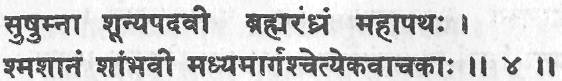 सुषुम्ना शून्यपदवी ब्रह्मरंध्रं महापथः ।
श्मशानं शांभवी मध्यमार्गश्चेत्येकवाचकाः ॥ ४ ॥